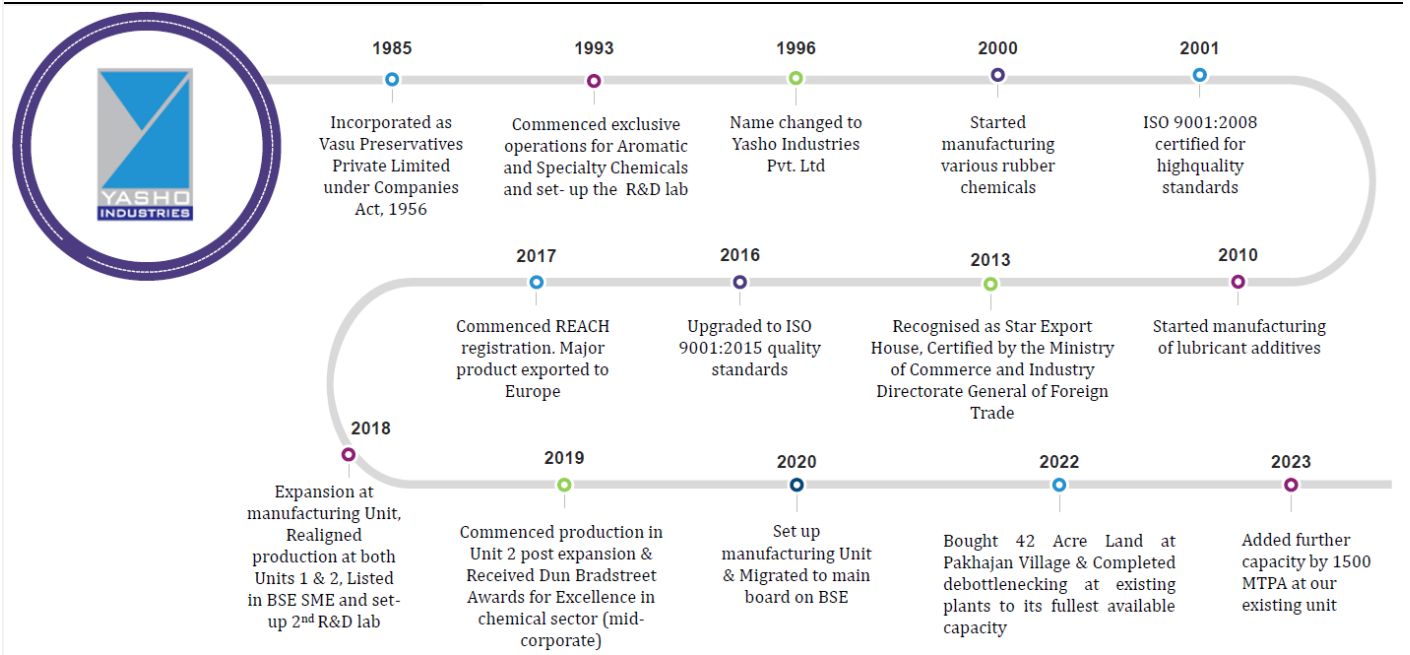 YASHO
INDUSTRIES
1985
Incorporated as
Vasu Preservatives
Private Limited
under Companies
Act, 1956
1993
Commenced exclusive
operations for Aromatic
and Specialty Chemicals
and set- up the R&D lab
1996
Name changed to
Yasho Industries
Pvt. Ltd
2000
Started
manufacturing
various rubber
chemicals
2001
ISO 9001:2008
certified for
highquality
standards
2010
Started manufacturing
of lubricant additives
2013
Recognised as Star Export
House, Certified by the Ministry
of Commerce and Industry
Directorate General of Foreign
Trade
2016
Upgraded to ISO
9001:2015 quality
standards
2017
Commenced REACH
registration. Major
product exported to
Europe
2018
Expansion at
manufacturing Unit,
Realigned
production at both
Units 1 & 2, Listed
in BSE SME and set-
up 2nd R&D lab
2019
Commenced production in
Unit 2 post expansion &
Received Dun Bradstreet
Awards for Excellence in
chemical sector (mid-
corporate)
2020
Set up
manufacturing Unit
& Migrated to main
board on BSE
2022
Bought 42 Acre Land at
Pakhajan Village & Completed
debottlenecking at existing
plants to its fullest available
capacity
2023
Added further
capacity by 1500
MTPA at our
existing unit